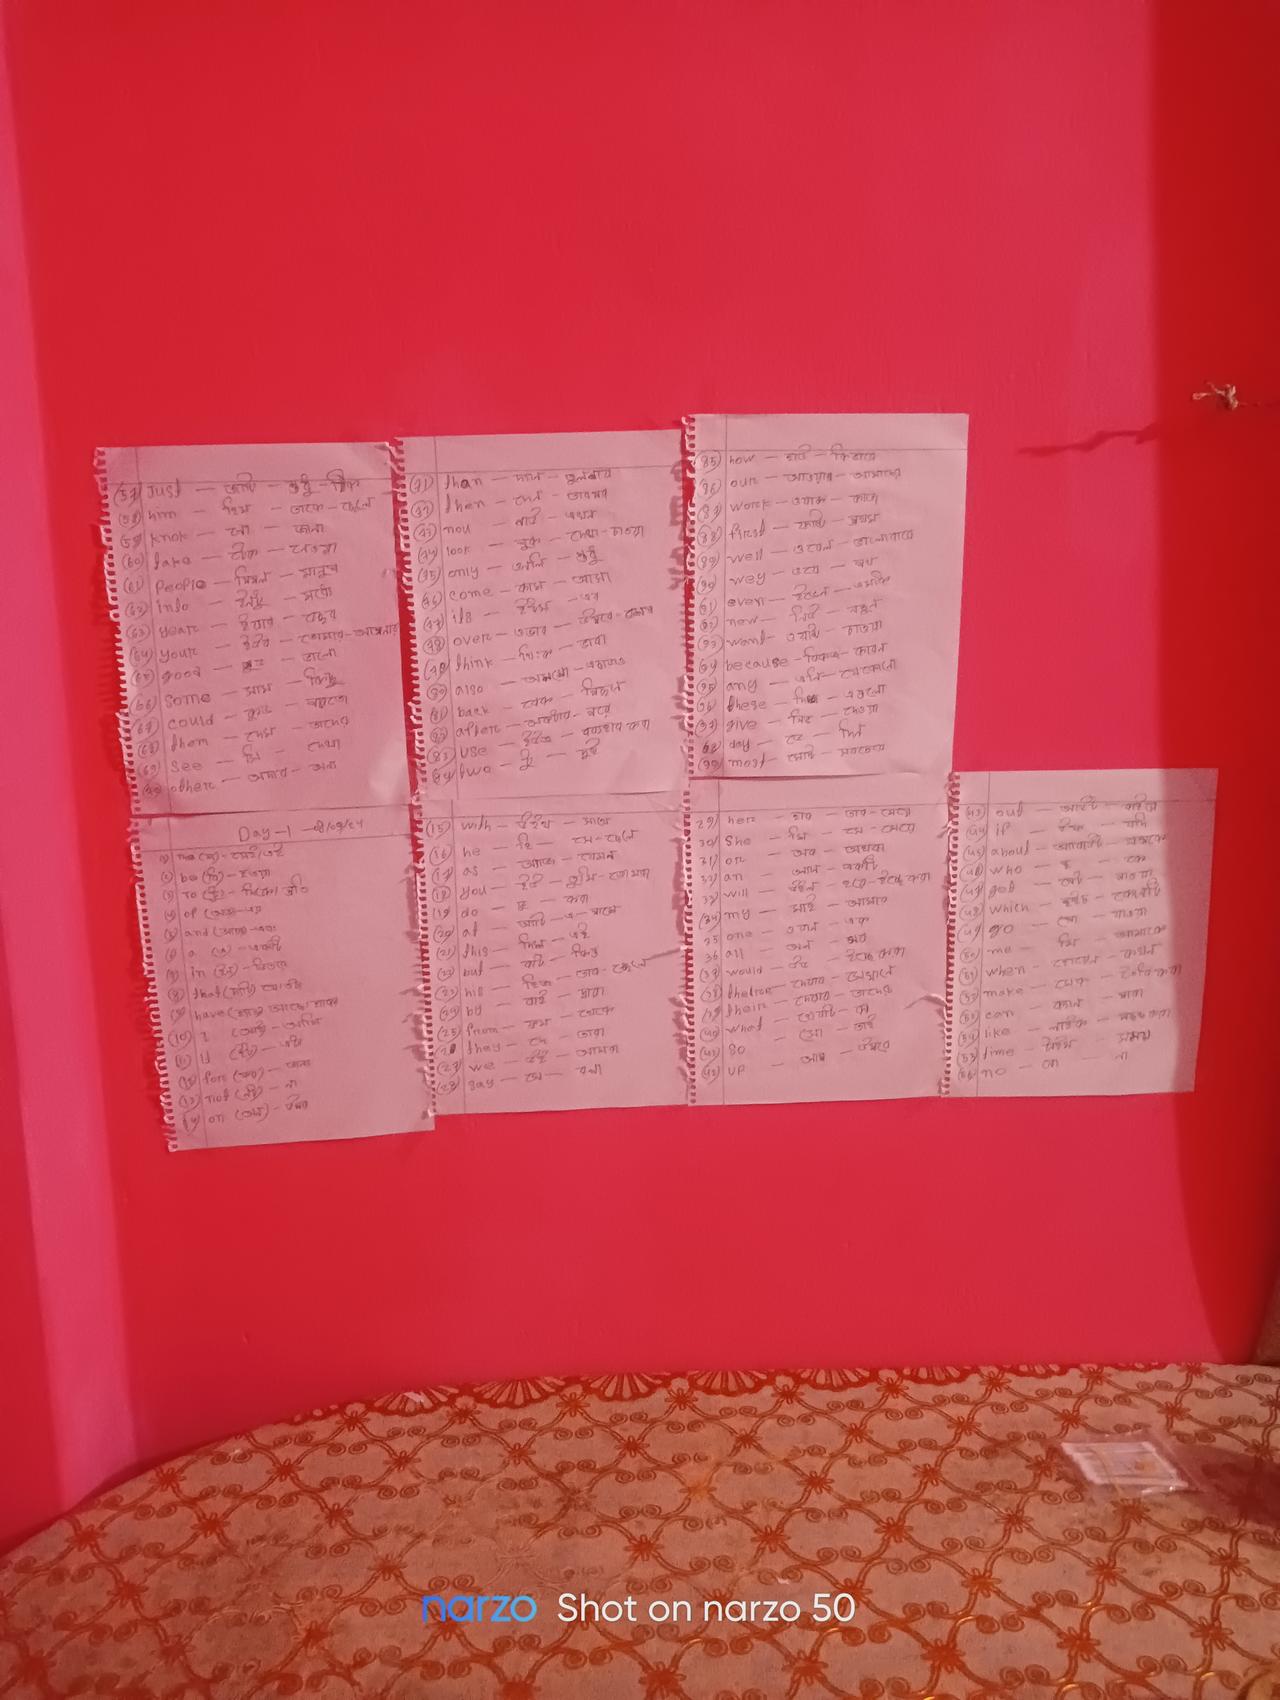 (57) Just — জাষ্ট — শুধু - ঠিক
(58) him — হিম — তাকে - ছেলে
(59) know — নো — জানা
(60) take — টেক — নেওয়া
(61) People — পিপল — মানুষ
(62) into — ইনটু — মধ্যে
(63) year — ইয়ার — বছর
(64) your — ইওর — তোমার - আপনার
(65) good — গুড — ভালো
(66) some — সাম — কিছু
(67) could — কুড —
(68) them — দেম — তাদের
(69) see — সি — দেখা
(70) other — আদার — অন্য
(71) than — দ্যান — তুলনায়
(72) then — দেন — তারপর
(73) now — নাউ — এখন
(74) look — লুক — দেখা - চাওয়া
(75) only — অনলি — শুধু
(76) come — কাম — আসা
(77) its — ইটস — এর
(78) over — ওভার — উপরে -
(79) think — থিংক — ভাবা
(80) also — অলসো — এছাড়াও
(81) back — বেক — পিছনে
(82) after — আফটার — পরে
(83) use — ইউজ — ব্যবহার করা
(84) two — টু — দুই
(85) how — হাউ — কিভাবে
(86) our — আওয়ার — আমাদের
(87) work — ওয়াক — কাজ
(88) first — ফার্স্ট — প্রথম
(89) well — ওয়েল — ভালোভাবে
(90) wey — ওয়ে — পথ
(91) even — ইভেন — এমনকি
(92) new — নিউ — নতুন
(93) want — ওয়ান্ট — চাওয়া
(94) because — বিকজ — কারন
(95) any — এনি — যেকোনো
(96) these — দিজ — এগুলো
(97) give — গিভ — দেওয়া
(98) day — ডে — দিন
(99) most — মোস্ট — সবচেয়ে
Day-1
(1) the (দ্যা) - সেই/এই
(2) be (বি) - হওয়া
(3) to (টু) -
(4) of (অফ) - এর
(5) and (অ্যান্ড) - এবং
(6) a (এ) - একটি
(7) in (ইন) - ভিতরে
(8) that (দ্যাট)
(9) have (হ্যাভ) আছে/থাকা
(10) I (আই) - আমি
(11) it (ইট) - এটা
(12) for (ফর) - জন্য
(13) not (নট) - না
(14) on (অন) - উপর
(15) with — উইথ — সাথে
(16) he — হি — সে - ছেলে
(17) as — অ্যাজ — যেমন
(18) you — ইউ — তুমি - তোমরা
(19) do — ডু — করা
(20) at — অ্যাট — এ -
(21) this — দিস — এই
(22) but — বাট — কিন্তু
(23) his — হিজ — তার - ছেলে
(24) by — বাই — দ্বারা
(25) from — ফ্রম — থেকে
(26) they — দে — তারা
(27) we — উই — আমরা
(28) say — সে — বলা
(29) her — হার — তার - মেয়ে
(30) She — শি — সে - মেয়ে
(31) or — অর — অথবা
(32) an — অ্যান — একটি
(33) will — উইল — হবে - ইচ্ছে করা
(34) my — মাই — আমার
35 one — ওয়ান — এক
36 all — অল — সব
(37) would — উড — ইচ্ছে করা
(38) there — দেয়ার — সেখানে
(39) their — দেয়ার — তাদের
(40) what — হোয়াট — কি
(41) so — সো — তাই
(42) up — আপ — উপরে
(43) out — আউট — বাইরে
(44) if — ইফ — যদি
(45) about — অ্যাবাউট — সম্পর্কে
(46) who — হু — কে
(47) get — গেট — পাওয়া
(48) which — হুইচ — কোনটি
(49) go — গো — যাওয়া
(50) me — মি — আমাকে
(51) when — হোয়েন — কখন
(52) make — মেক — তৈরি করা
(53) can — ক্যান — পারা
(54) like — লাইক — পছন্দ করা
(55) time — টাইম — সময়
(56) no — নো — না
narzo Shot on narzo 50